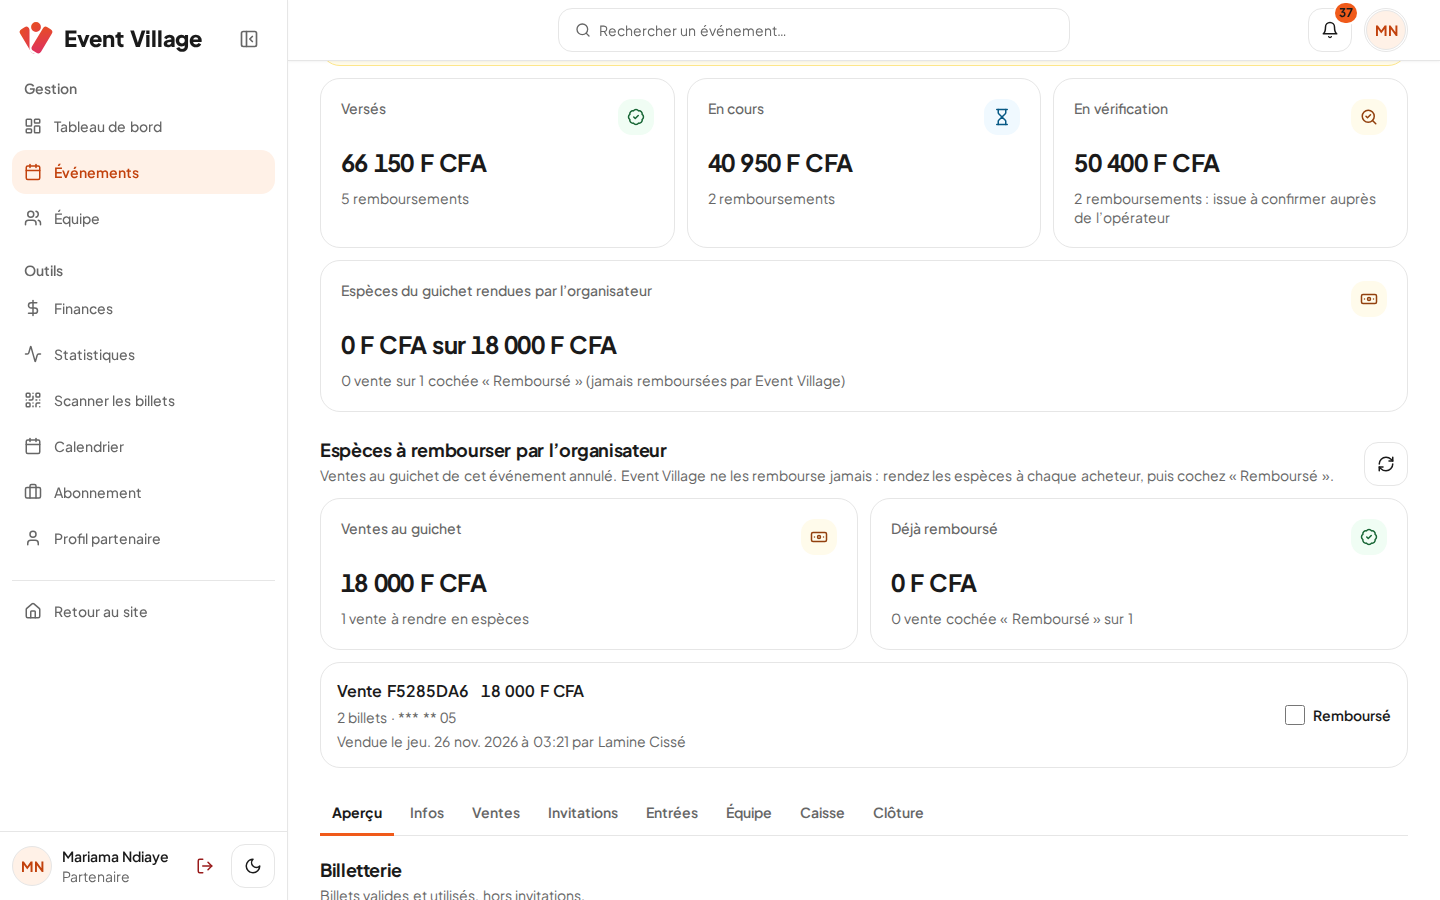 Event Village
Rechercher un événement…
37
MN
Gestion
Tableau de bord
Événements
Équipe
Outils
Finances
Statistiques
Scanner les billets
Calendrier
Abonnement
Profil partenaire
Retour au site
MN
Mariama Ndiaye
Partenaire
Versés
66 150 F CFA
5 remboursements
En cours
40 950 F CFA
2 remboursements
En vérification
50 400 F CFA
2 remboursements : issue à confirmer auprès
de l’opérateur
Espèces du guichet rendues par l’organisateur
0 F CFA sur 18 000 F CFA
0 vente sur 1 cochée « Remboursé » (jamais remboursées par Event Village)
Espèces à rembourser par l’organisateur
Ventes au guichet de cet événement annulé. Event Village ne les rembourse jamais : rendez les espèces à chaque acheteur, puis cochez « Remboursé ».
Ventes au guichet
18 000 F CFA
1 vente à rendre en espèces
Déjà remboursé
0 F CFA
0 vente cochée « Remboursé » sur 1
Vente F5285DA6 18 000 F CFA
2 billets · *** ** 05
Vendue le jeu. 26 nov. 2026 à 03:21 par Lamine Cissé
Remboursé
Aperçu
Infos
Ventes
Invitations
Entrées
Équipe
Caisse
Clôture
Billetterie
Billets valides et utilisés, hors invitations.